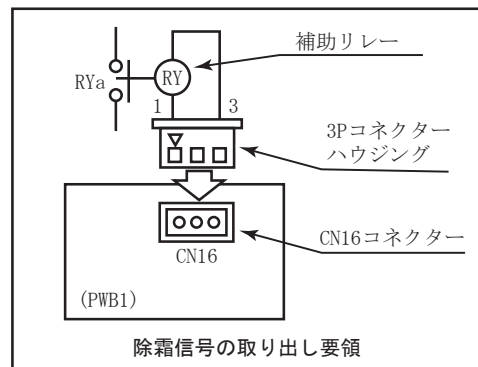 補助リレー
RYa
RY
1
3
3Pコネクター
ハウジング
CN16コネクター
CN16
(PWB1)
除霜信号の取り出し要領